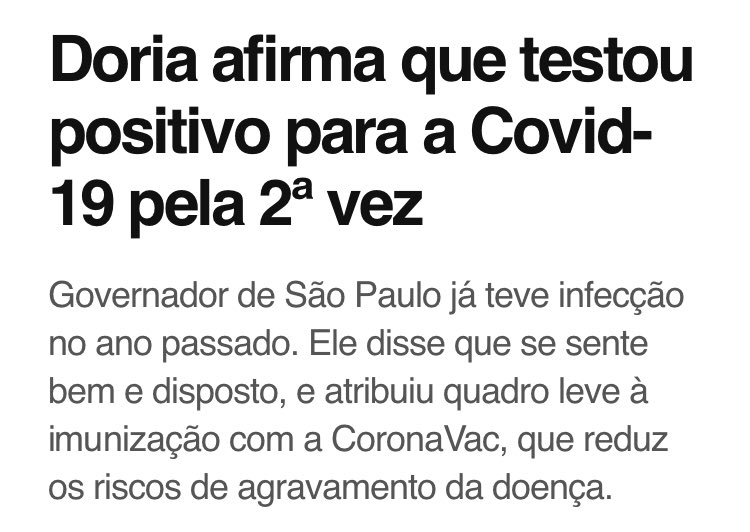 Doria afirma que testou
positivo para a Covid-
19 pela 2ª vez
Governador de São Paulo já teve infecção
no ano passado. Ele disse que se sente
bem e disposto, e atribuiu quadro leve à
imunização com a CoronaVac, que reduz
os riscos de agravamento da doença.